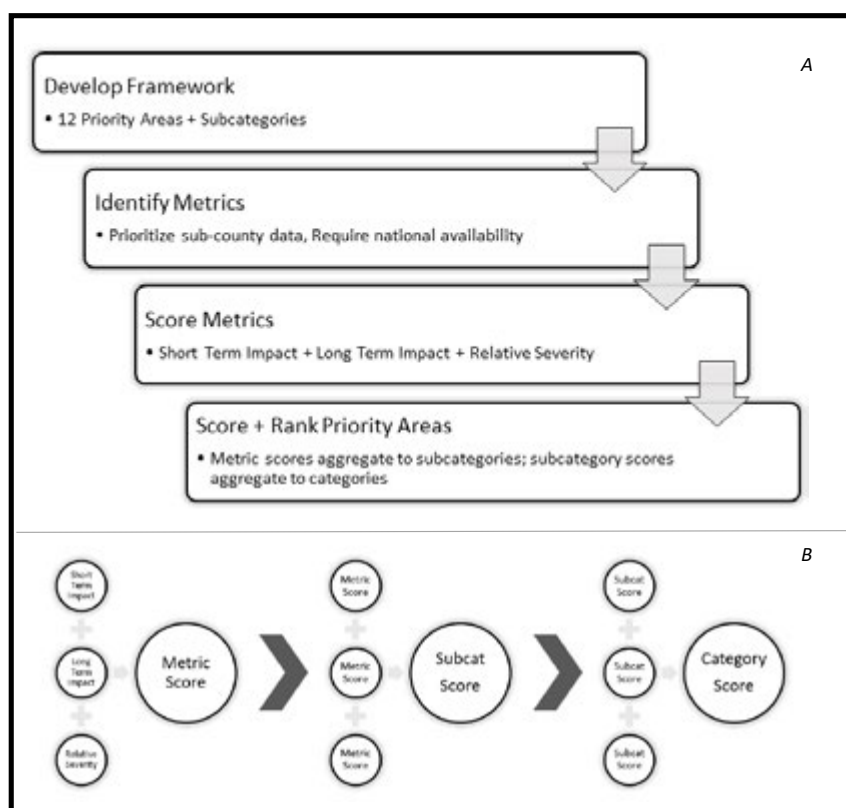 A
Develop Framework
• 12 Priority Areas + Subcategories
Identify Metrics
• Prioritize sub-county data, Require national availability
Score Metrics
• Short Term Impact + Long Term Impact + Relative Severity
Score + Rank Priority Areas
• Metric scores aggregate to subcategories; subcategory scores
aggregate to categories
B
Short
Term
Impact
+
Long
Term
Impact
+
Relative
Severity
Metric
Score
Metric
Score
+
Metric
Score
+
Metric
Score
Subcat
Score
Subcat
Score
+
Subcat
Score
+
Subcat
Score
Category
Score